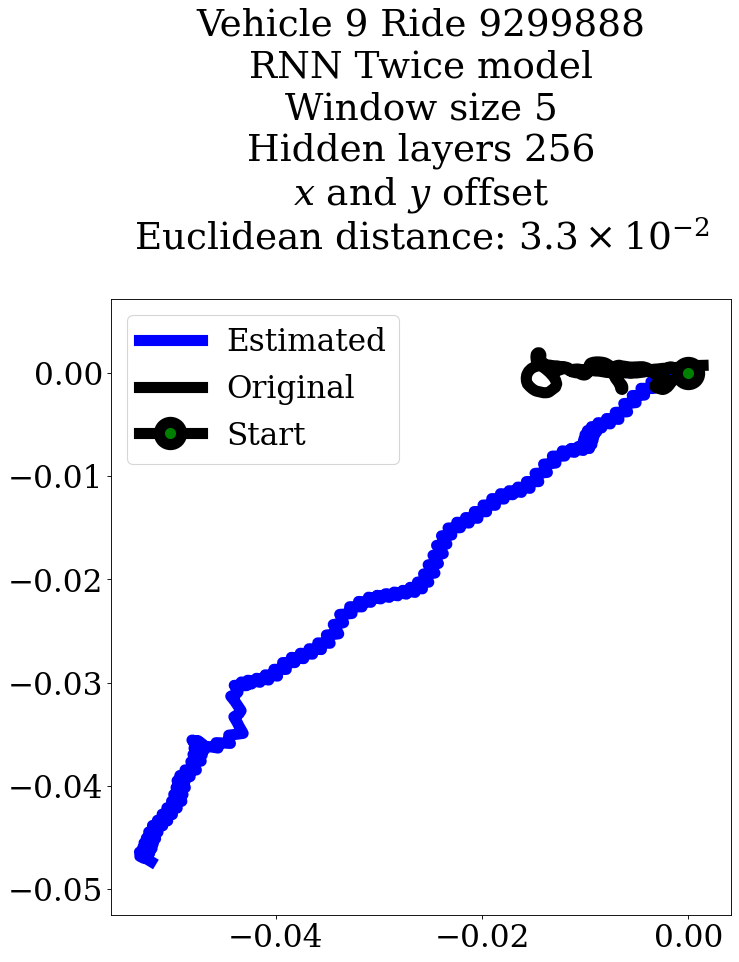 Vehicle 9 Ride 9299888
RNN Twice model
Window size 5
Hidden layers 256
x and y offset
Euclidean distance: 3.3 × 10⁻²
Estimated
Original
Start
0.00
−0.01
−0.02
−0.03
−0.04
−0.05
−0.04 −0.02 0.00